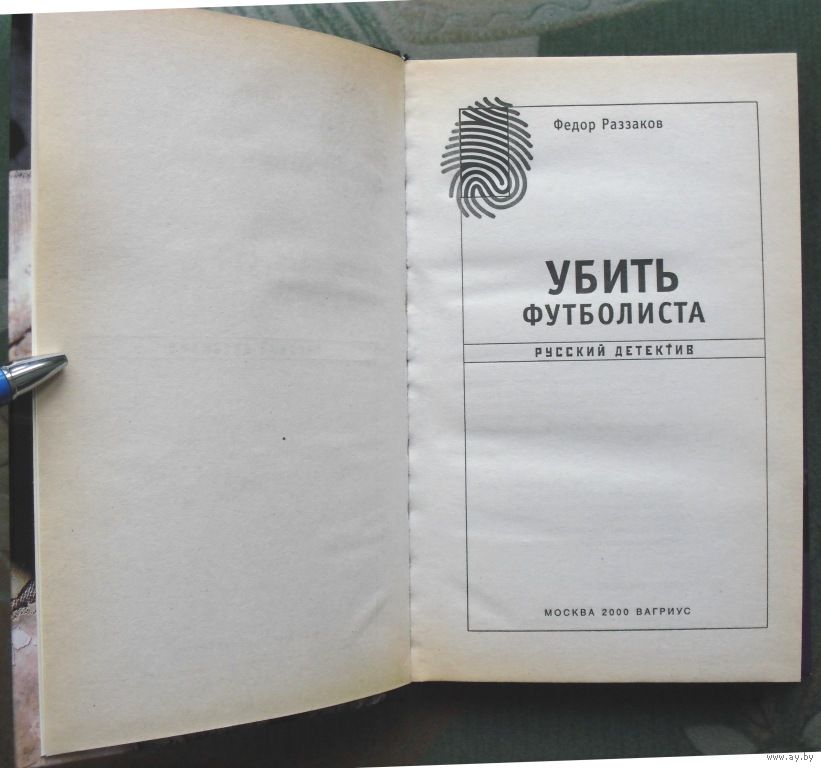 Федор Раззаков
УБИТЬ
ФУТБОЛИСТА
РУССКИЙ ДЕТЕКТИВ
МОСКВА 2000 ВАГРИУС
www.ay.by